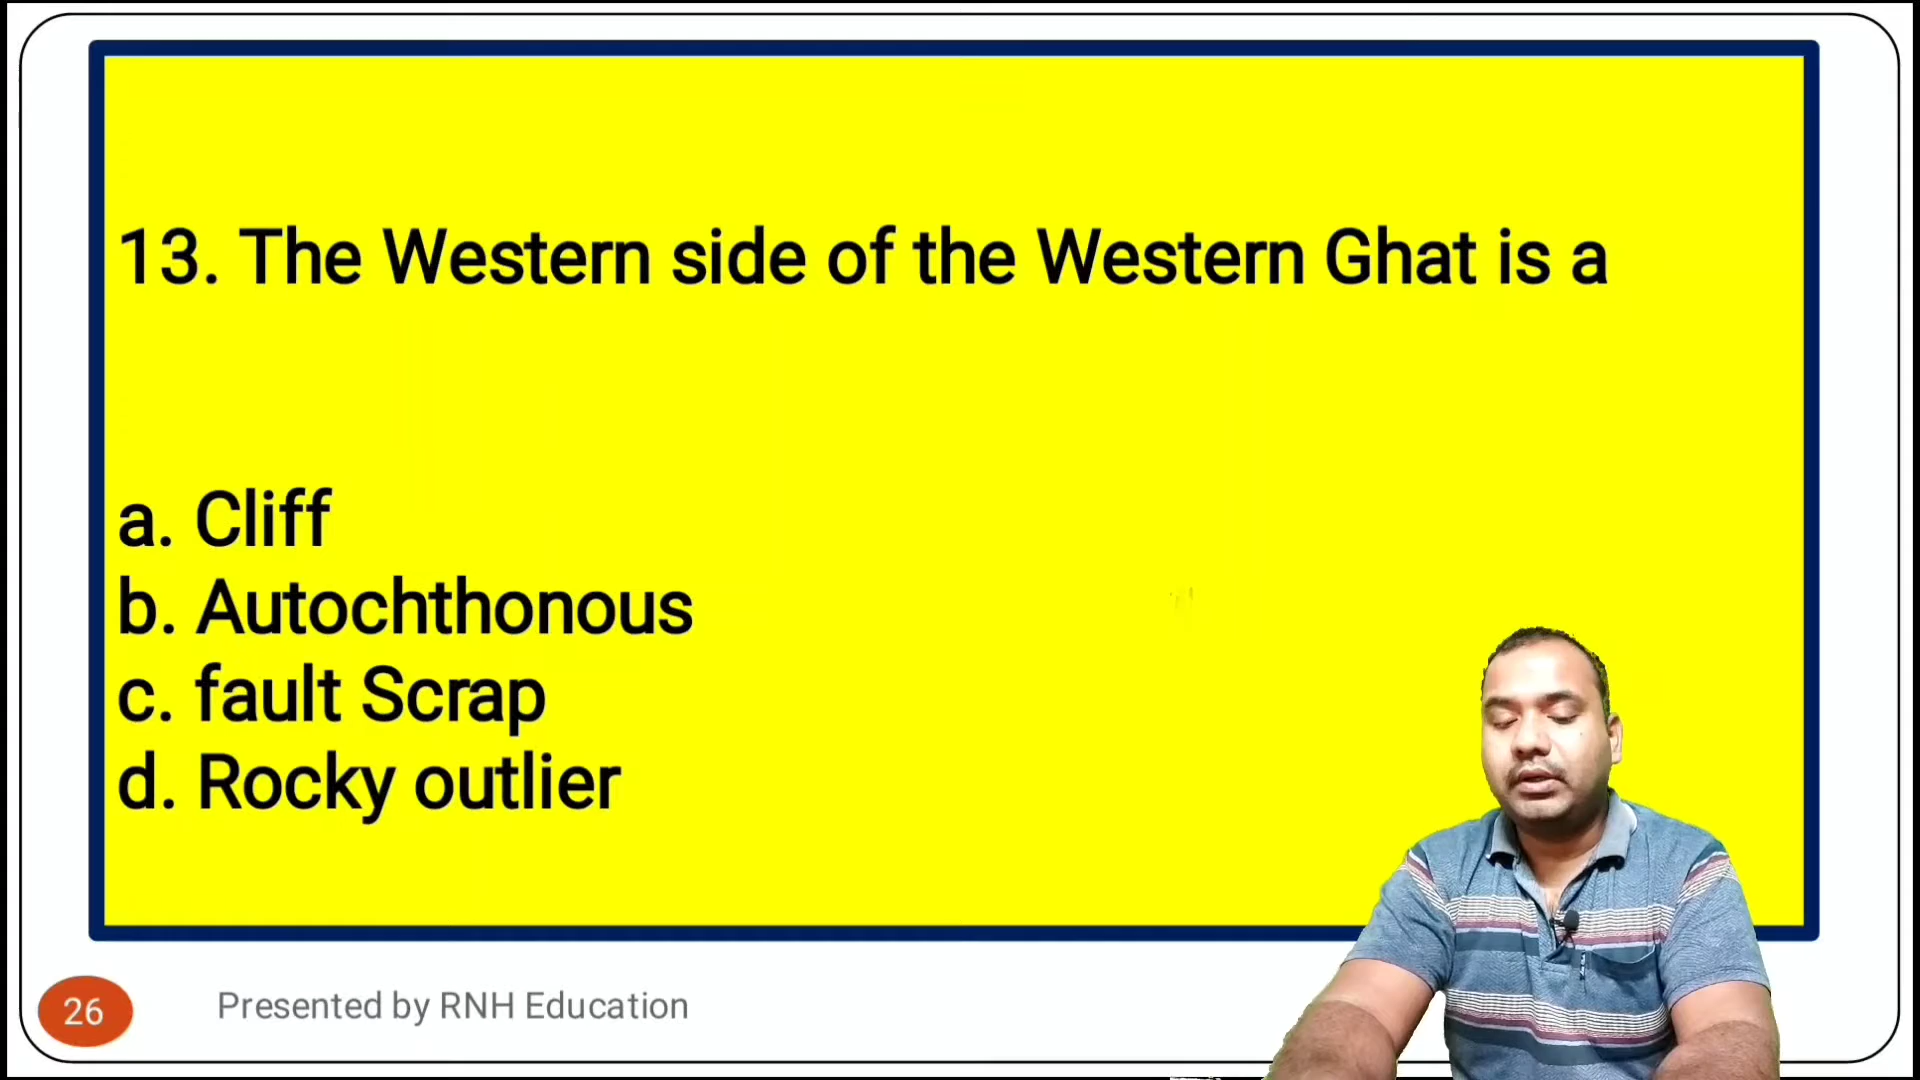 13. The Western side of the Western Ghat is a
a. Cliff
b. Autochthonous
c. fault Scrap
d. Rocky outlier
26
Presented by RNH Education